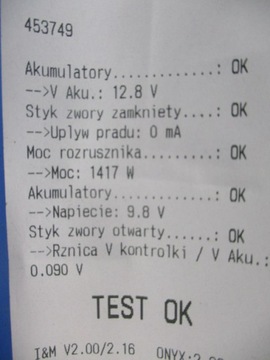 453749
Akumulatory.............: OK
-->V Aku.: 12.8 V
Styk zwory zamkniety....: OK
-->Uplyw pradu: 0 mA
Moc rozrusznika.........: OK
-->Moc: 1417 W
Akumulatory.............: OK
-->Napiecie: 9.8 V
Styk zwory otwarty......: OK
-->Rznica V kontrolki / V Aku.:
0.090 V
TEST OK
I&M V2.00/2.16 ONYX: